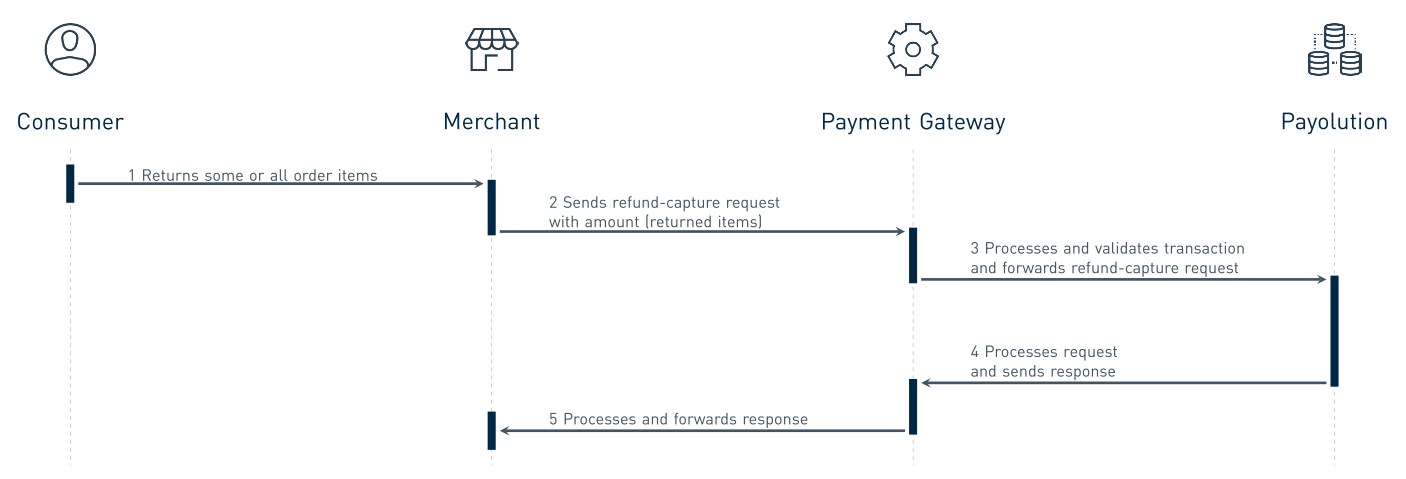 Consumer
Merchant
Payment Gateway
Payolution
1 Returns some or all order items
2 Sends refund-capture request
with amount (returned items)
3 Processes and validates transaction
and forwards refund-capture request
4 Processes request
and sends response
5 Processes and forwards response